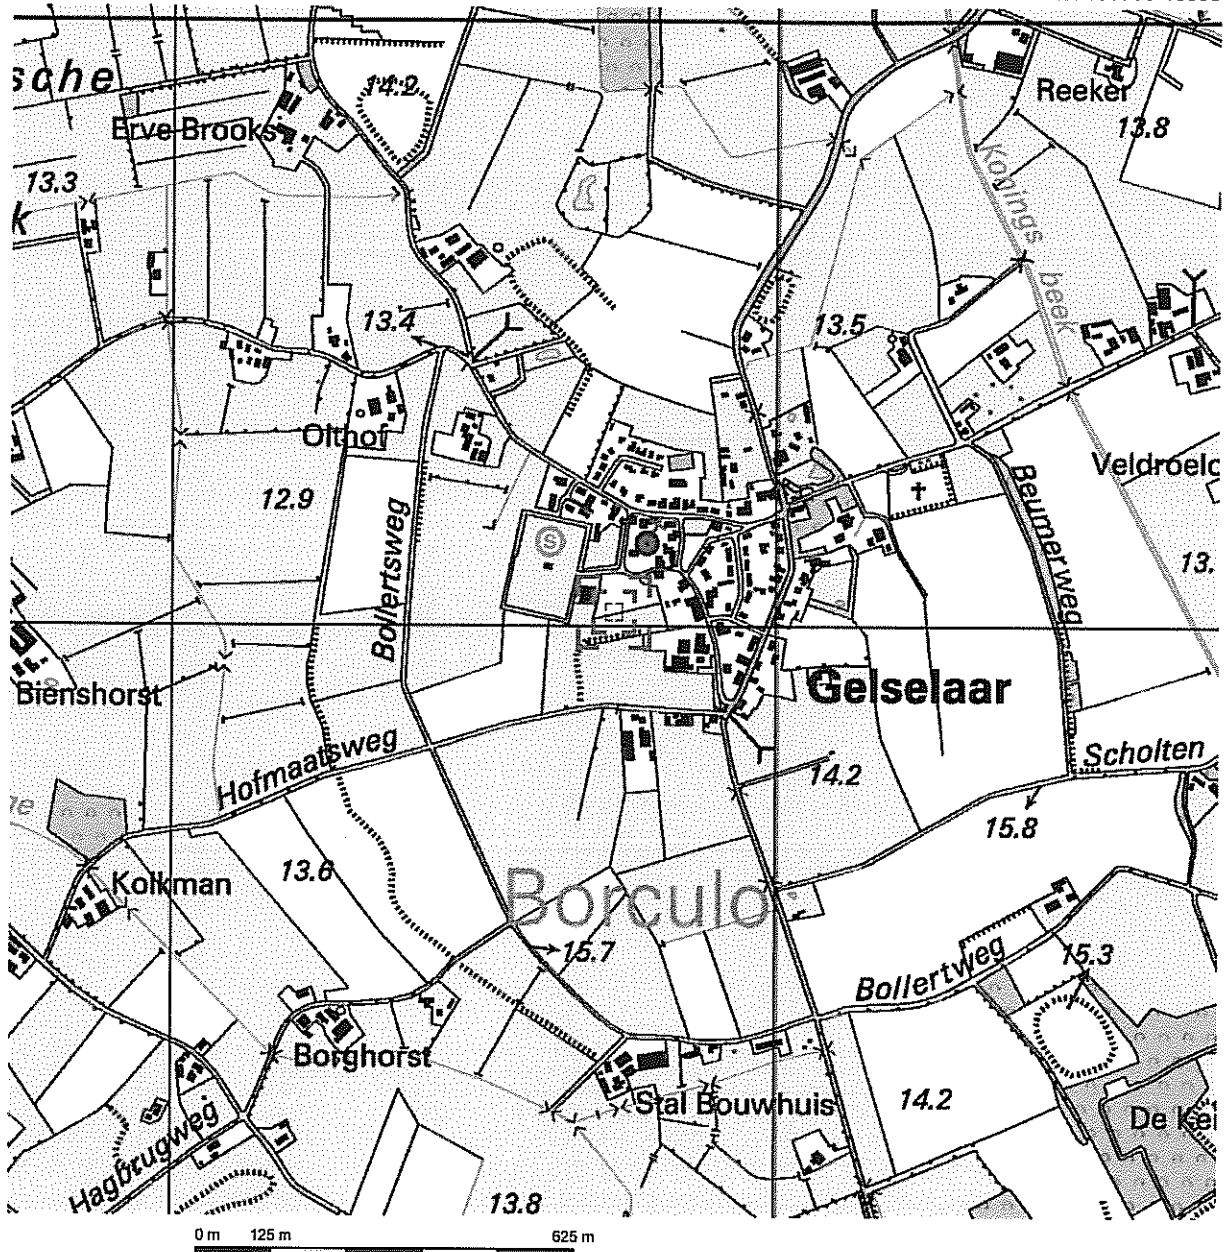 sche
14.2
Reeker
13.8
Erve Brooks
13.3
k
Konings
beek
13.4
13.5
Olthof
12.9
Bollertsweg
S
Beumerweg
Veldroelo
13.
Bienshorst
Gelselaar
Hofmaatsweg
14.2
Scholten
15.8
ge
Kolkman
13.6
Borculo
15.7
Bollertweg
15.3
Borghorst
Stal Bouwhuis
14.2
De Kei
Hagbrugweg
13.8
0 m 125 m 625 m